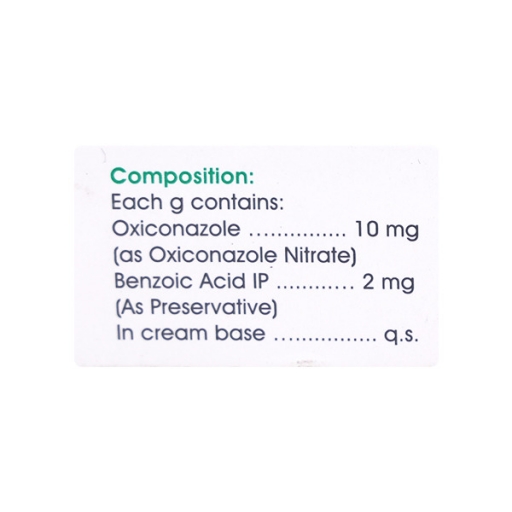 Composition:
Each g contains:
Oxiconazole ............... 10 mg
(as Oxiconazole Nitrate)
Benzoic Acid IP ............ 2 mg
(As Preservative)
In cream base ................ q.s.